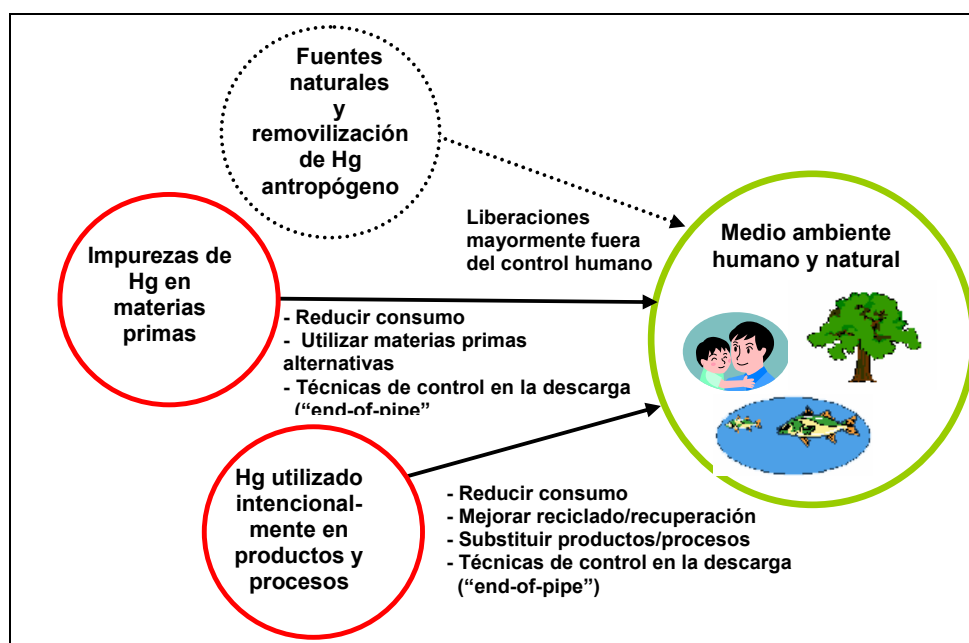 Fuentes
naturales
y
removilización
de Hg
antropógeno
Liberaciones
mayormente fuera
del control humano
Medio ambiente
humano y natural
Impurezas de
Hg en
materias
primas
- Reducir consumo
- Utilizar materias primas
alternativas
- Técnicas de control en la descarga
(“end-of-pipe”
Hg utilizado
intencional-
mente en
productos y
procesos
- Reducir consumo
- Mejorar reciclado/recuperación
- Substituir productos/procesos
- Técnicas de control en la descarga
(“end-of-pipe”)